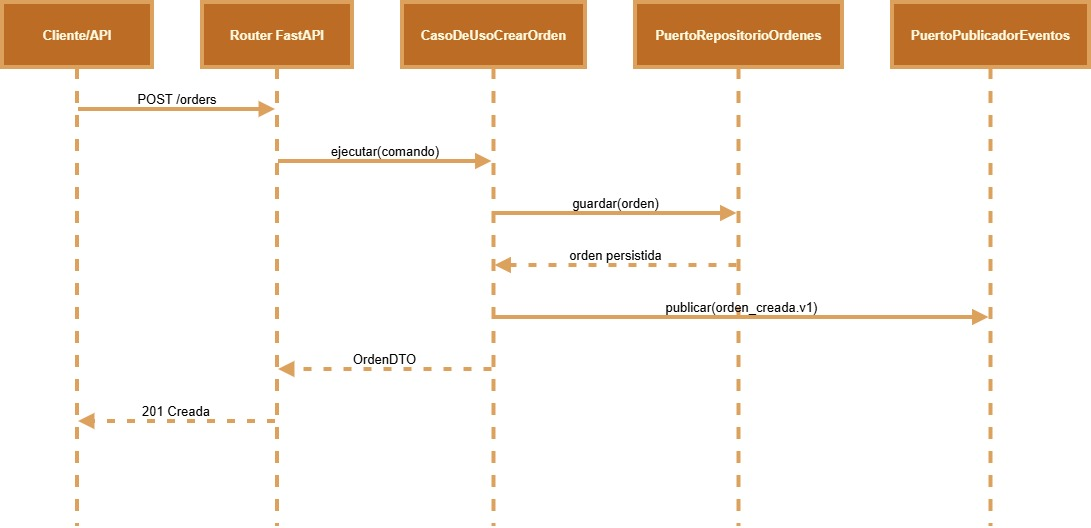 Cliente/API
Router FastAPI
CasoDeUsoCrearOrden
PuertoRepositorioOrdenes
PuertoPublicadorEventos
POST /orders
ejecutar(comando)
guardar(orden)
orden persistida
publicar(orden_creada.v1)
OrdenDTO
201 Creada